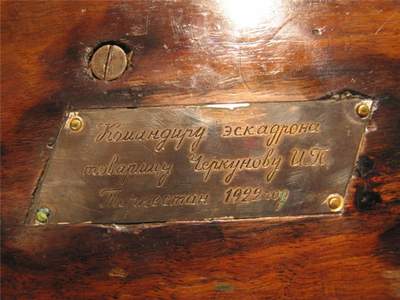 Командиру эскадрона
товарищу Черкунову И.П.
Туркестан 1922 год